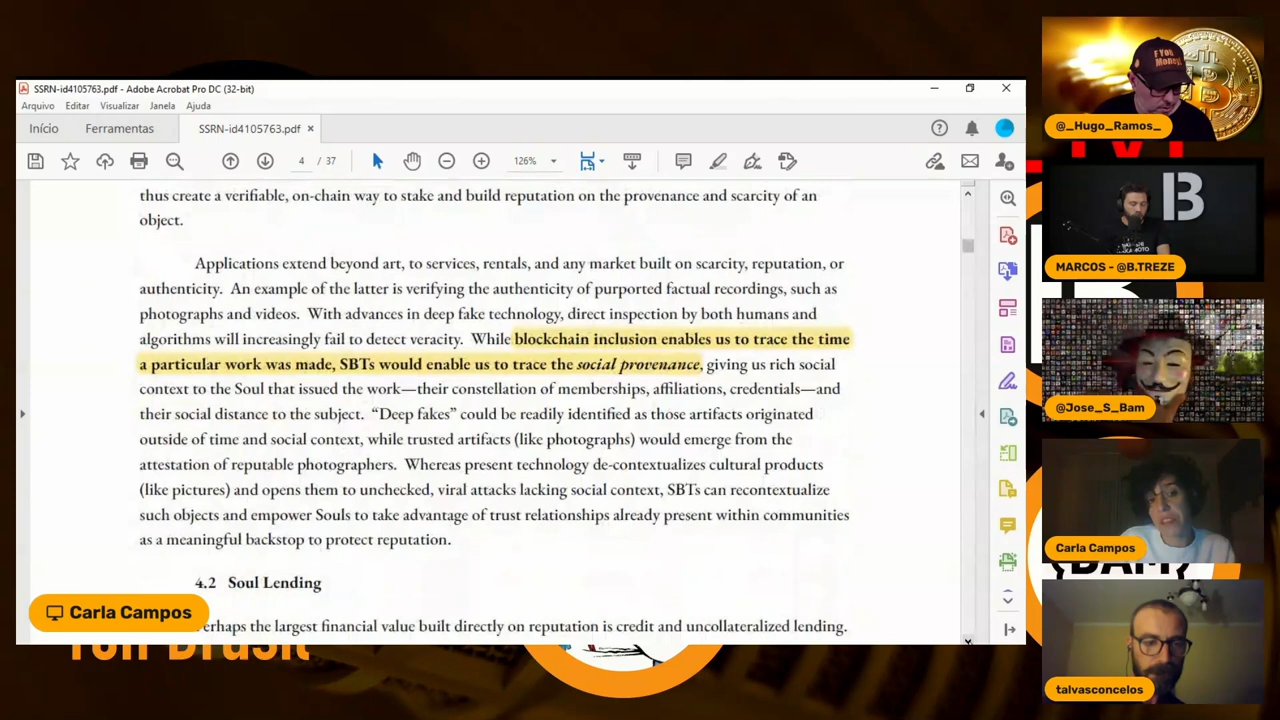 SSRN-id4105763.pdf - Adobe Acrobat Pro DC (32-bit)
Arquivo Editar Visualizar Janela Ajuda
Início Ferramentas SSRN-id4105763.pdf ×
4 / 37 126%
thus create a verifiable, on-chain way to stake and build reputation on the provenance and scarcity of an
object.
Applications extend beyond art, to services, rentals, and any market built on scarcity, reputation, or
authenticity. An example of the latter is verifying the authenticity of purported factual recordings, such as
photographs and videos. With advances in deep fake technology, direct inspection by both humans and
algorithms will increasingly fail to detect veracity. While blockchain inclusion enables us to trace the time
a particular work was made, SBTs would enable us to trace the social provenance, giving us rich social
context to the Soul that issued the work—their constellation of memberships, affiliations, credentials—and
their social distance to the subject. “Deep fakes” could be readily identified as those artifacts originated
outside of time and social context, while trusted artifacts (like photographs) would emerge from the
attestation of reputable photographers. Whereas present technology de-contextualizes cultural products
(like pictures) and opens them to unchecked, viral attacks lacking social context, SBTs can recontextualize
such objects and empower Souls to take advantage of trust relationships already present within communities
as a meaningful backstop to protect reputation.
4.2 Soul Lending
erhaps the largest financial value built directly on reputation is credit and uncollateralized lending.
Carla Campos
F YOU
Money!
@_Hugo_Ramos_
B
MARCOS - @B.TREZE
@Jose_S_Bam
Carla Campos
talvasconcelos